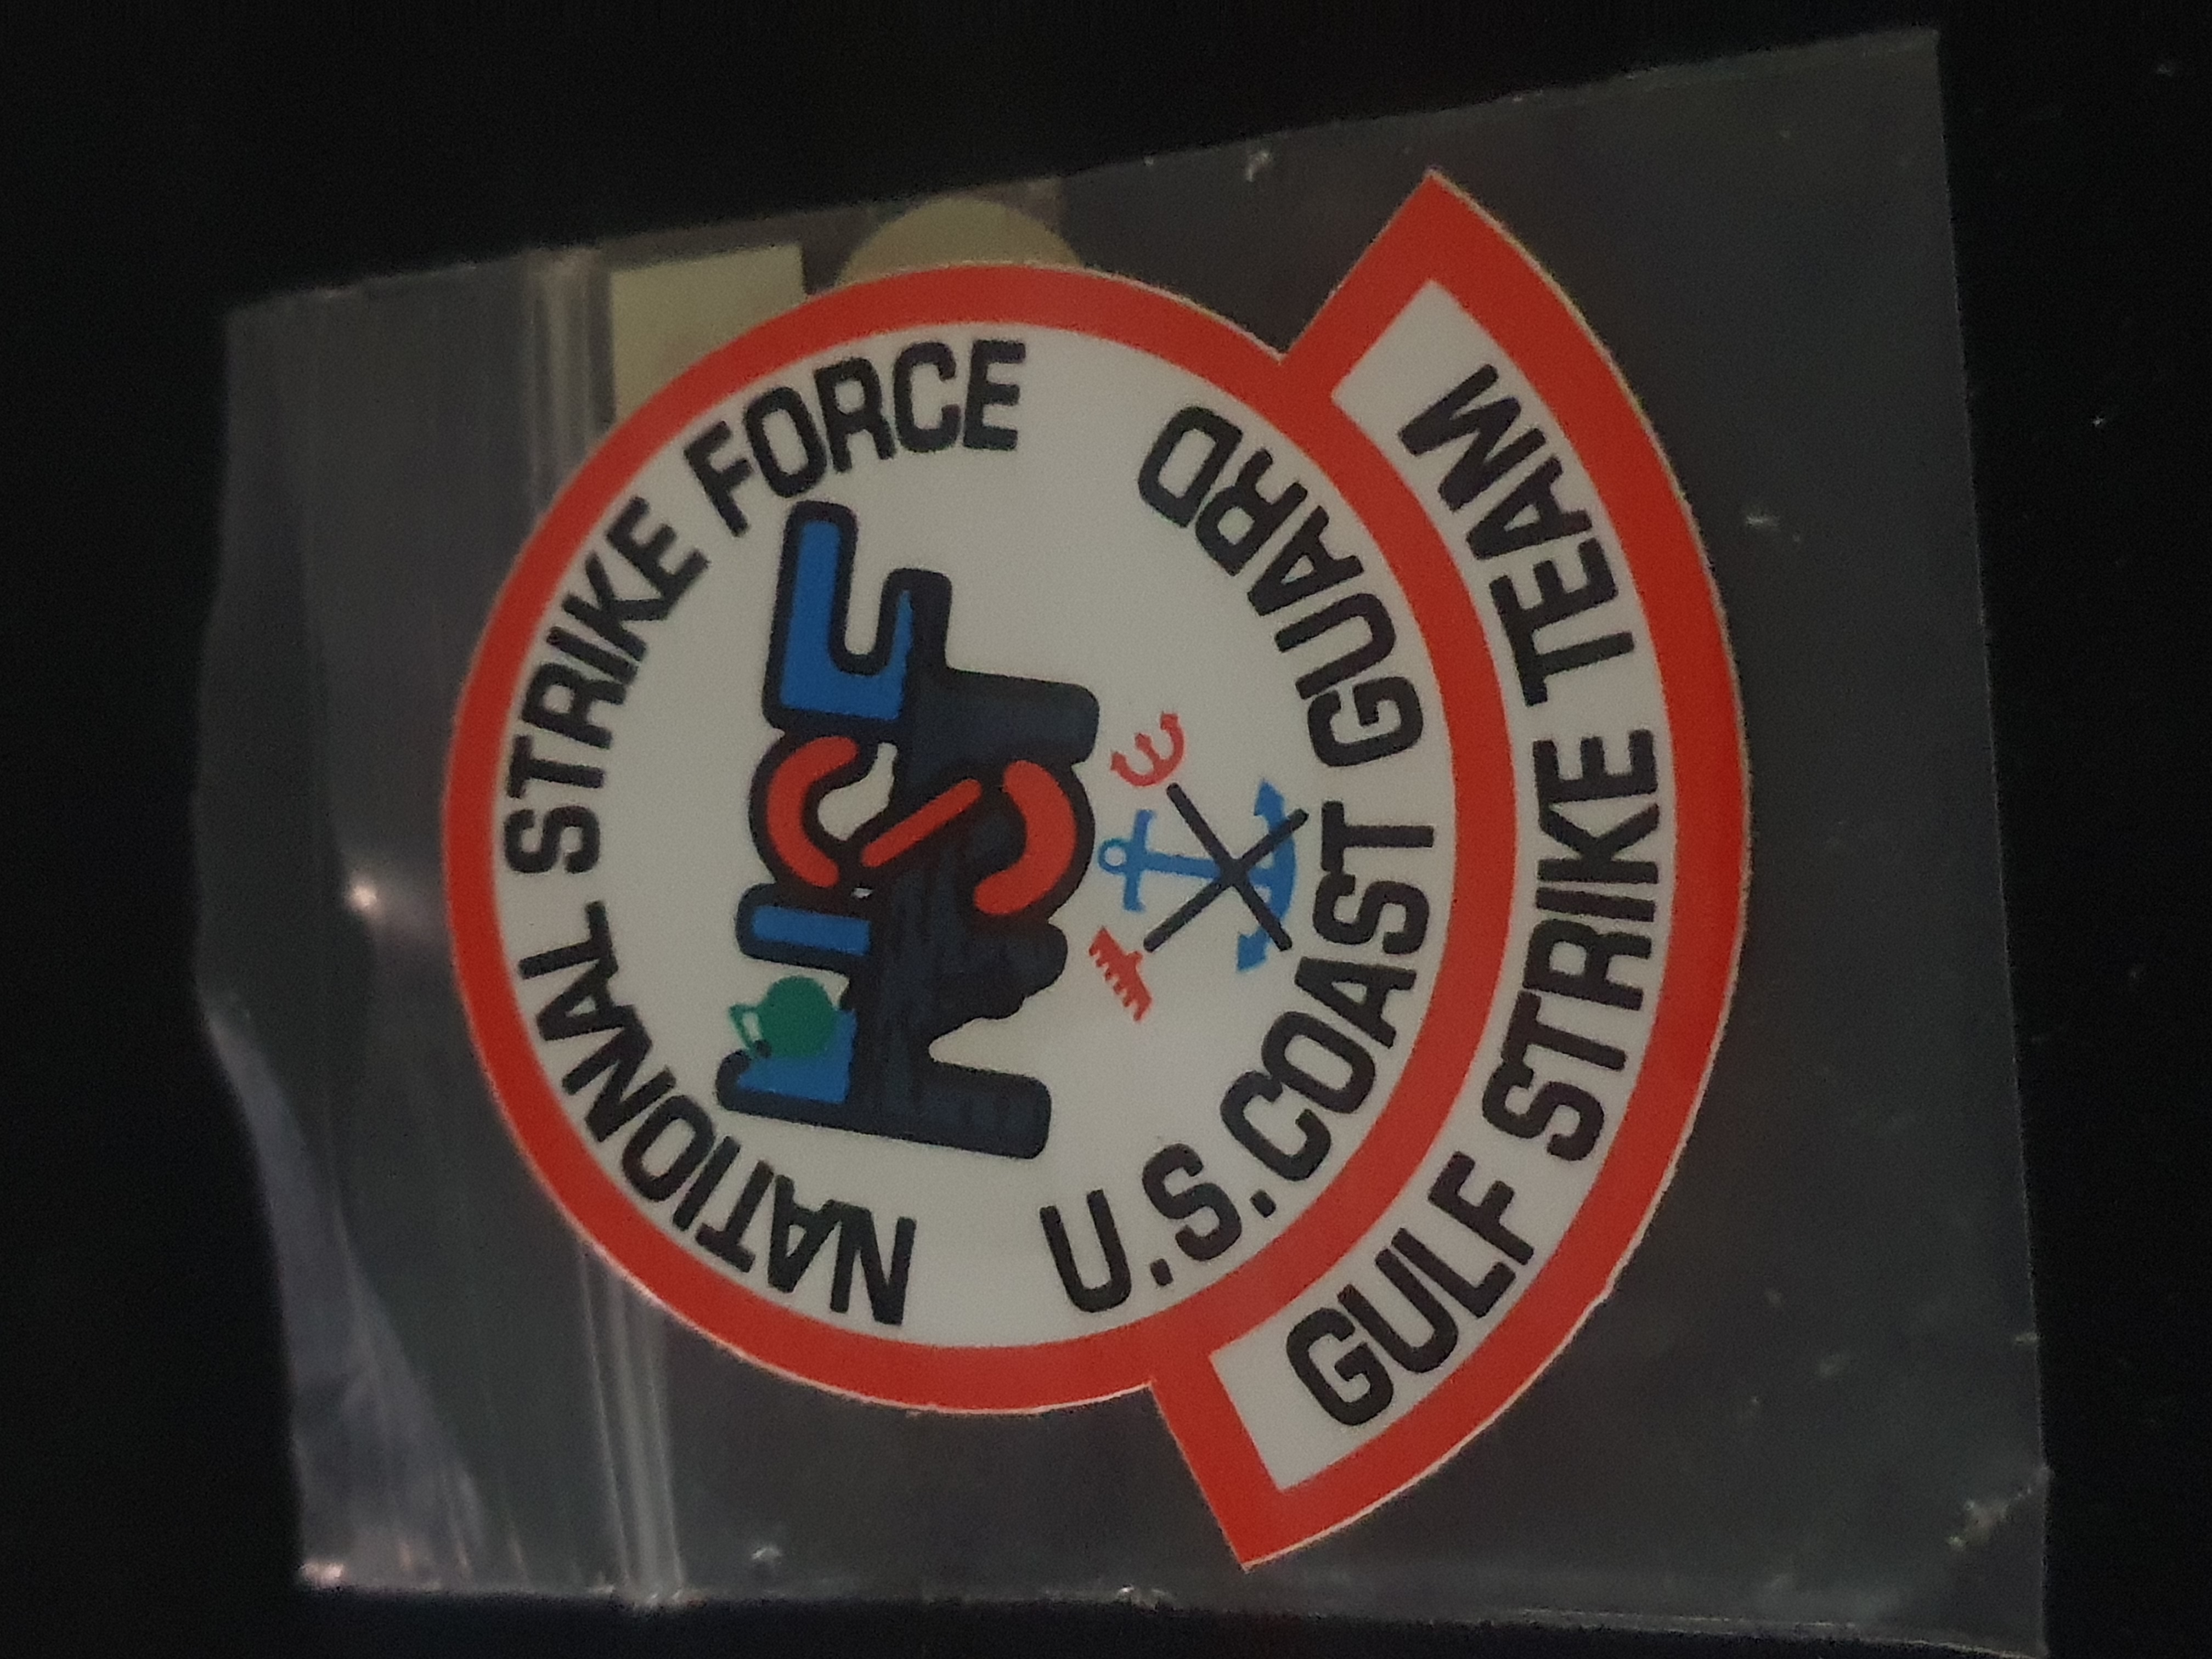 NATIONAL STRIKE FORCE
NSF
U.S. COAST GUARD
GULF STRIKE TEAM